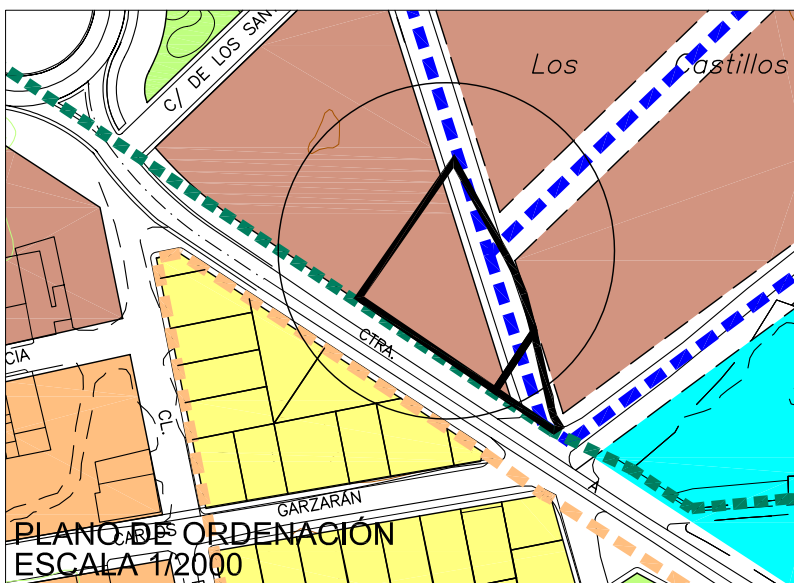 C/ DE LOS SAN
Los Castillos
CTRA.
CIA
CL.
A
GARZARÁN
PLANO DE ORDENACIÓN
ESCALA 1/2000